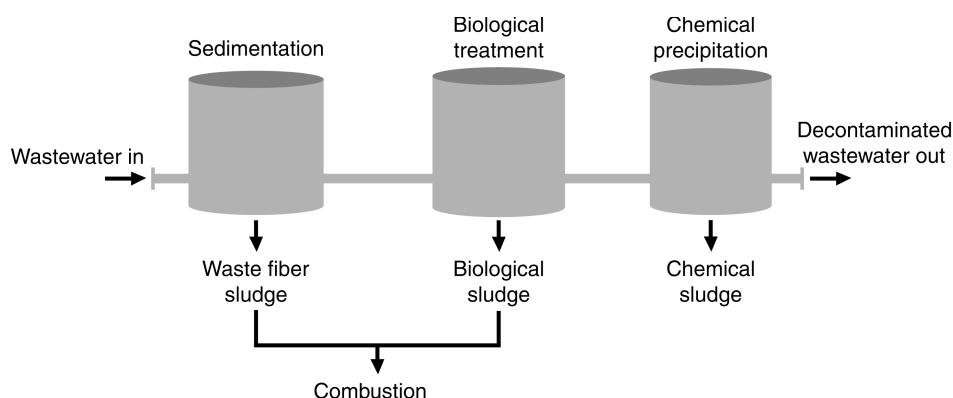 Sedimentation
Biological
treatment
Chemical
precipitation
Wastewater in
Decontaminated
wastewater out
Waste fiber
sludge
Biological
sludge
Chemical
sludge
Combustion